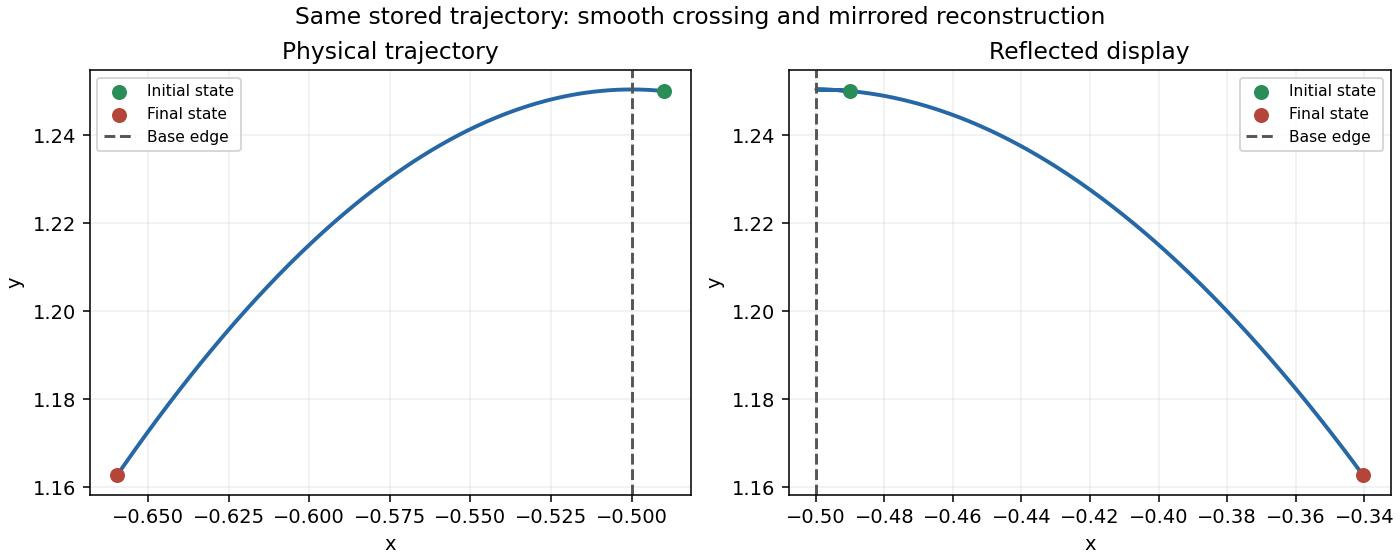 Same stored trajectory: smooth crossing and mirrored reconstruction
Physical trajectory
Initial state
Final state
Base edge
1.24
1.22
1.20
1.18
1.16
y
−0.650 −0.625 −0.600 −0.575 −0.550 −0.525 −0.500
x
Reflected display
Initial state
Final state
Base edge
1.24
1.22
1.20
1.18
1.16
y
−0.50 −0.48 −0.46 −0.44 −0.42 −0.40 −0.38 −0.36 −0.34
x